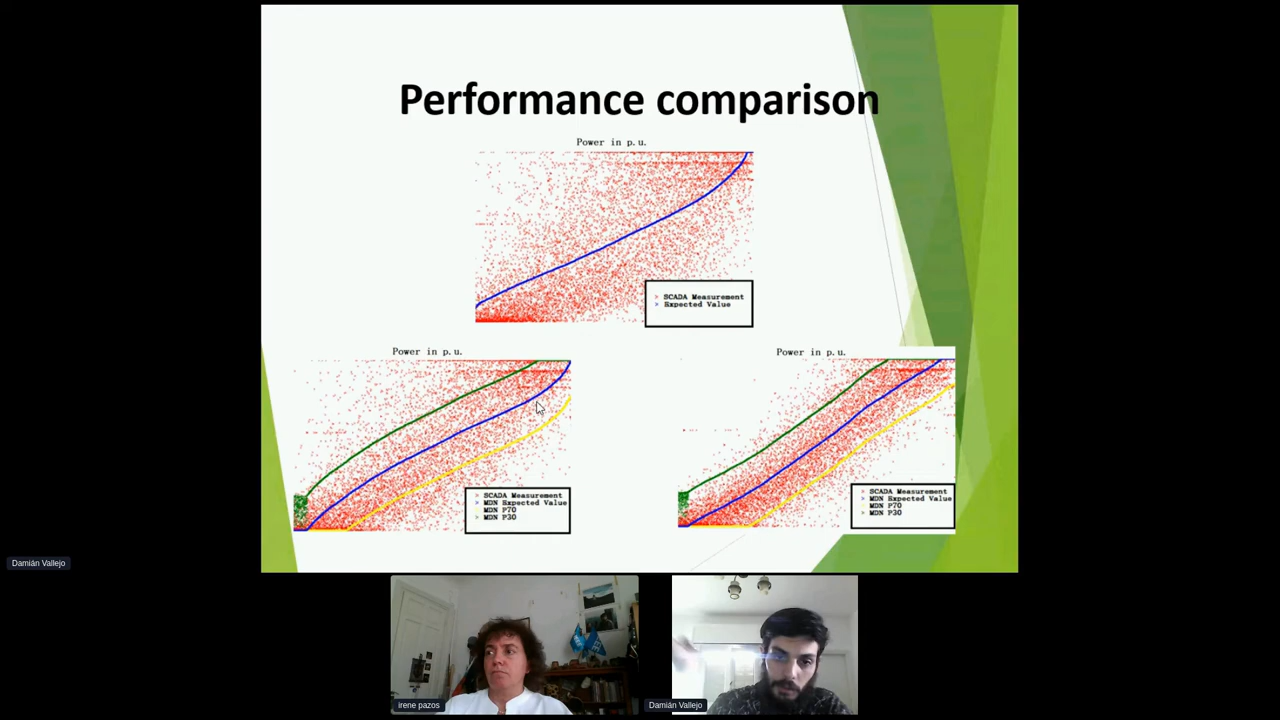 Performance comparison
Power in p.u.
SCADA Measurement
Expected Value
Power in p.u.
SCADA Measurement
MDN Expected Value
MDN P70
MDN P30
Power in p.u.
SCADA Measurement
MDN Expected Value
MDN P70
MDN P30
Damián Vallejo
irene pazos
Damián Vallejo